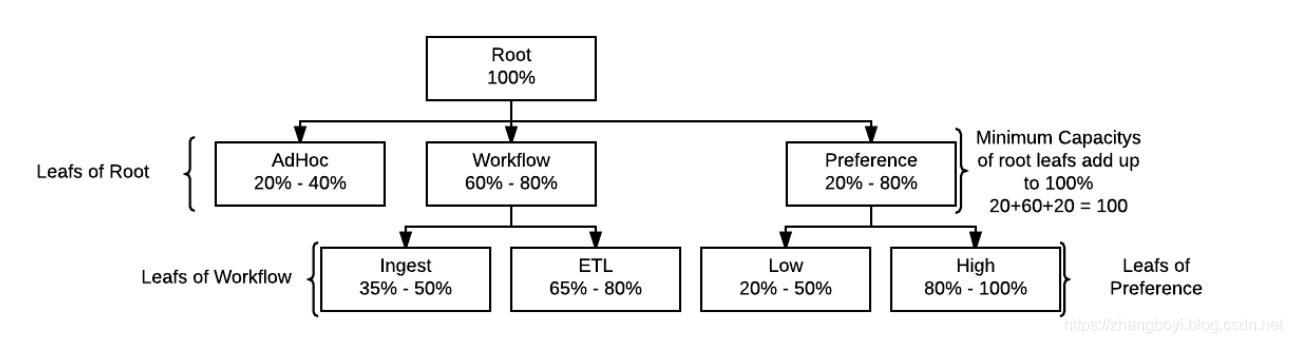 Root
100%
Leafs of Root
AdHoc
20% - 40%
Workflow
60% - 80%
Preference
20% - 80%
Minimum Capacitys
of root leafs add up
to 100%
20+60+20 = 100
Leafs of Workflow
Ingest
35% - 50%
ETL
65% - 80%
Low
20% - 50%
High
80% - 100%
Leafs of
Preference
https://zhangboyi.blog.csdn.net